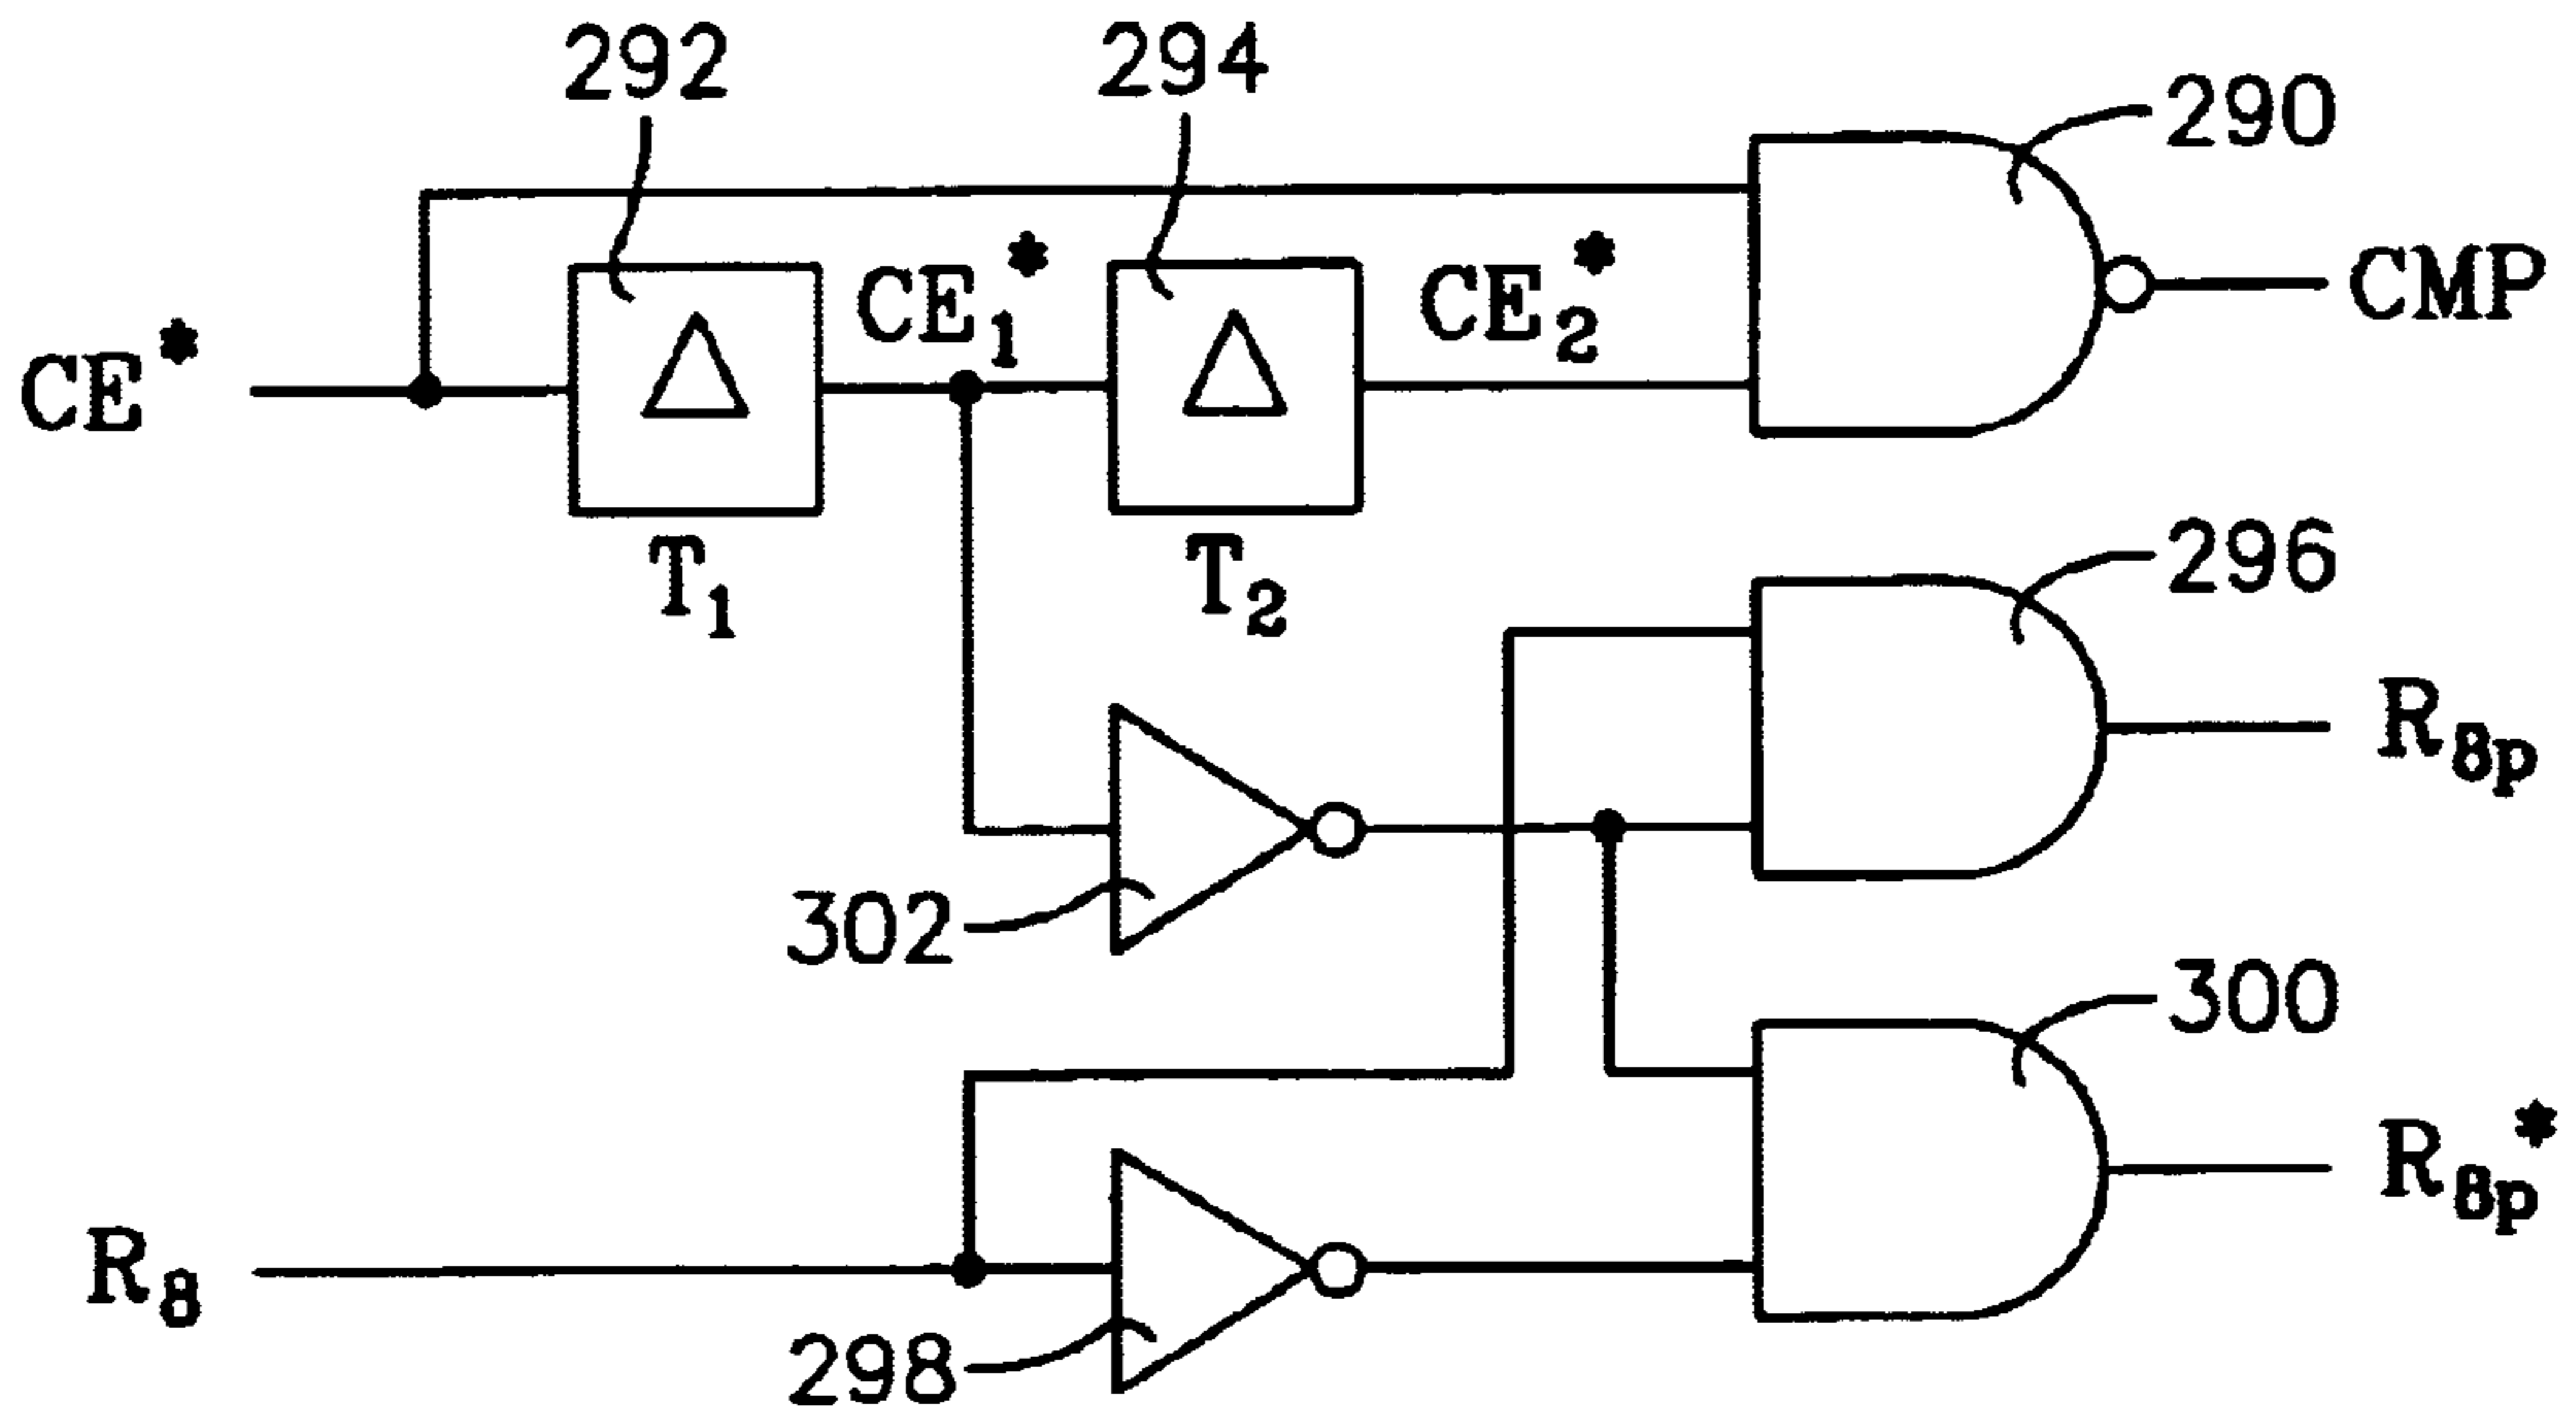 292
294
290
CE*
CE₁*
CE₂*
CMP
T₁
T₂
296
R₈ₚ
302
300
R₈ₚ*
R₈
298